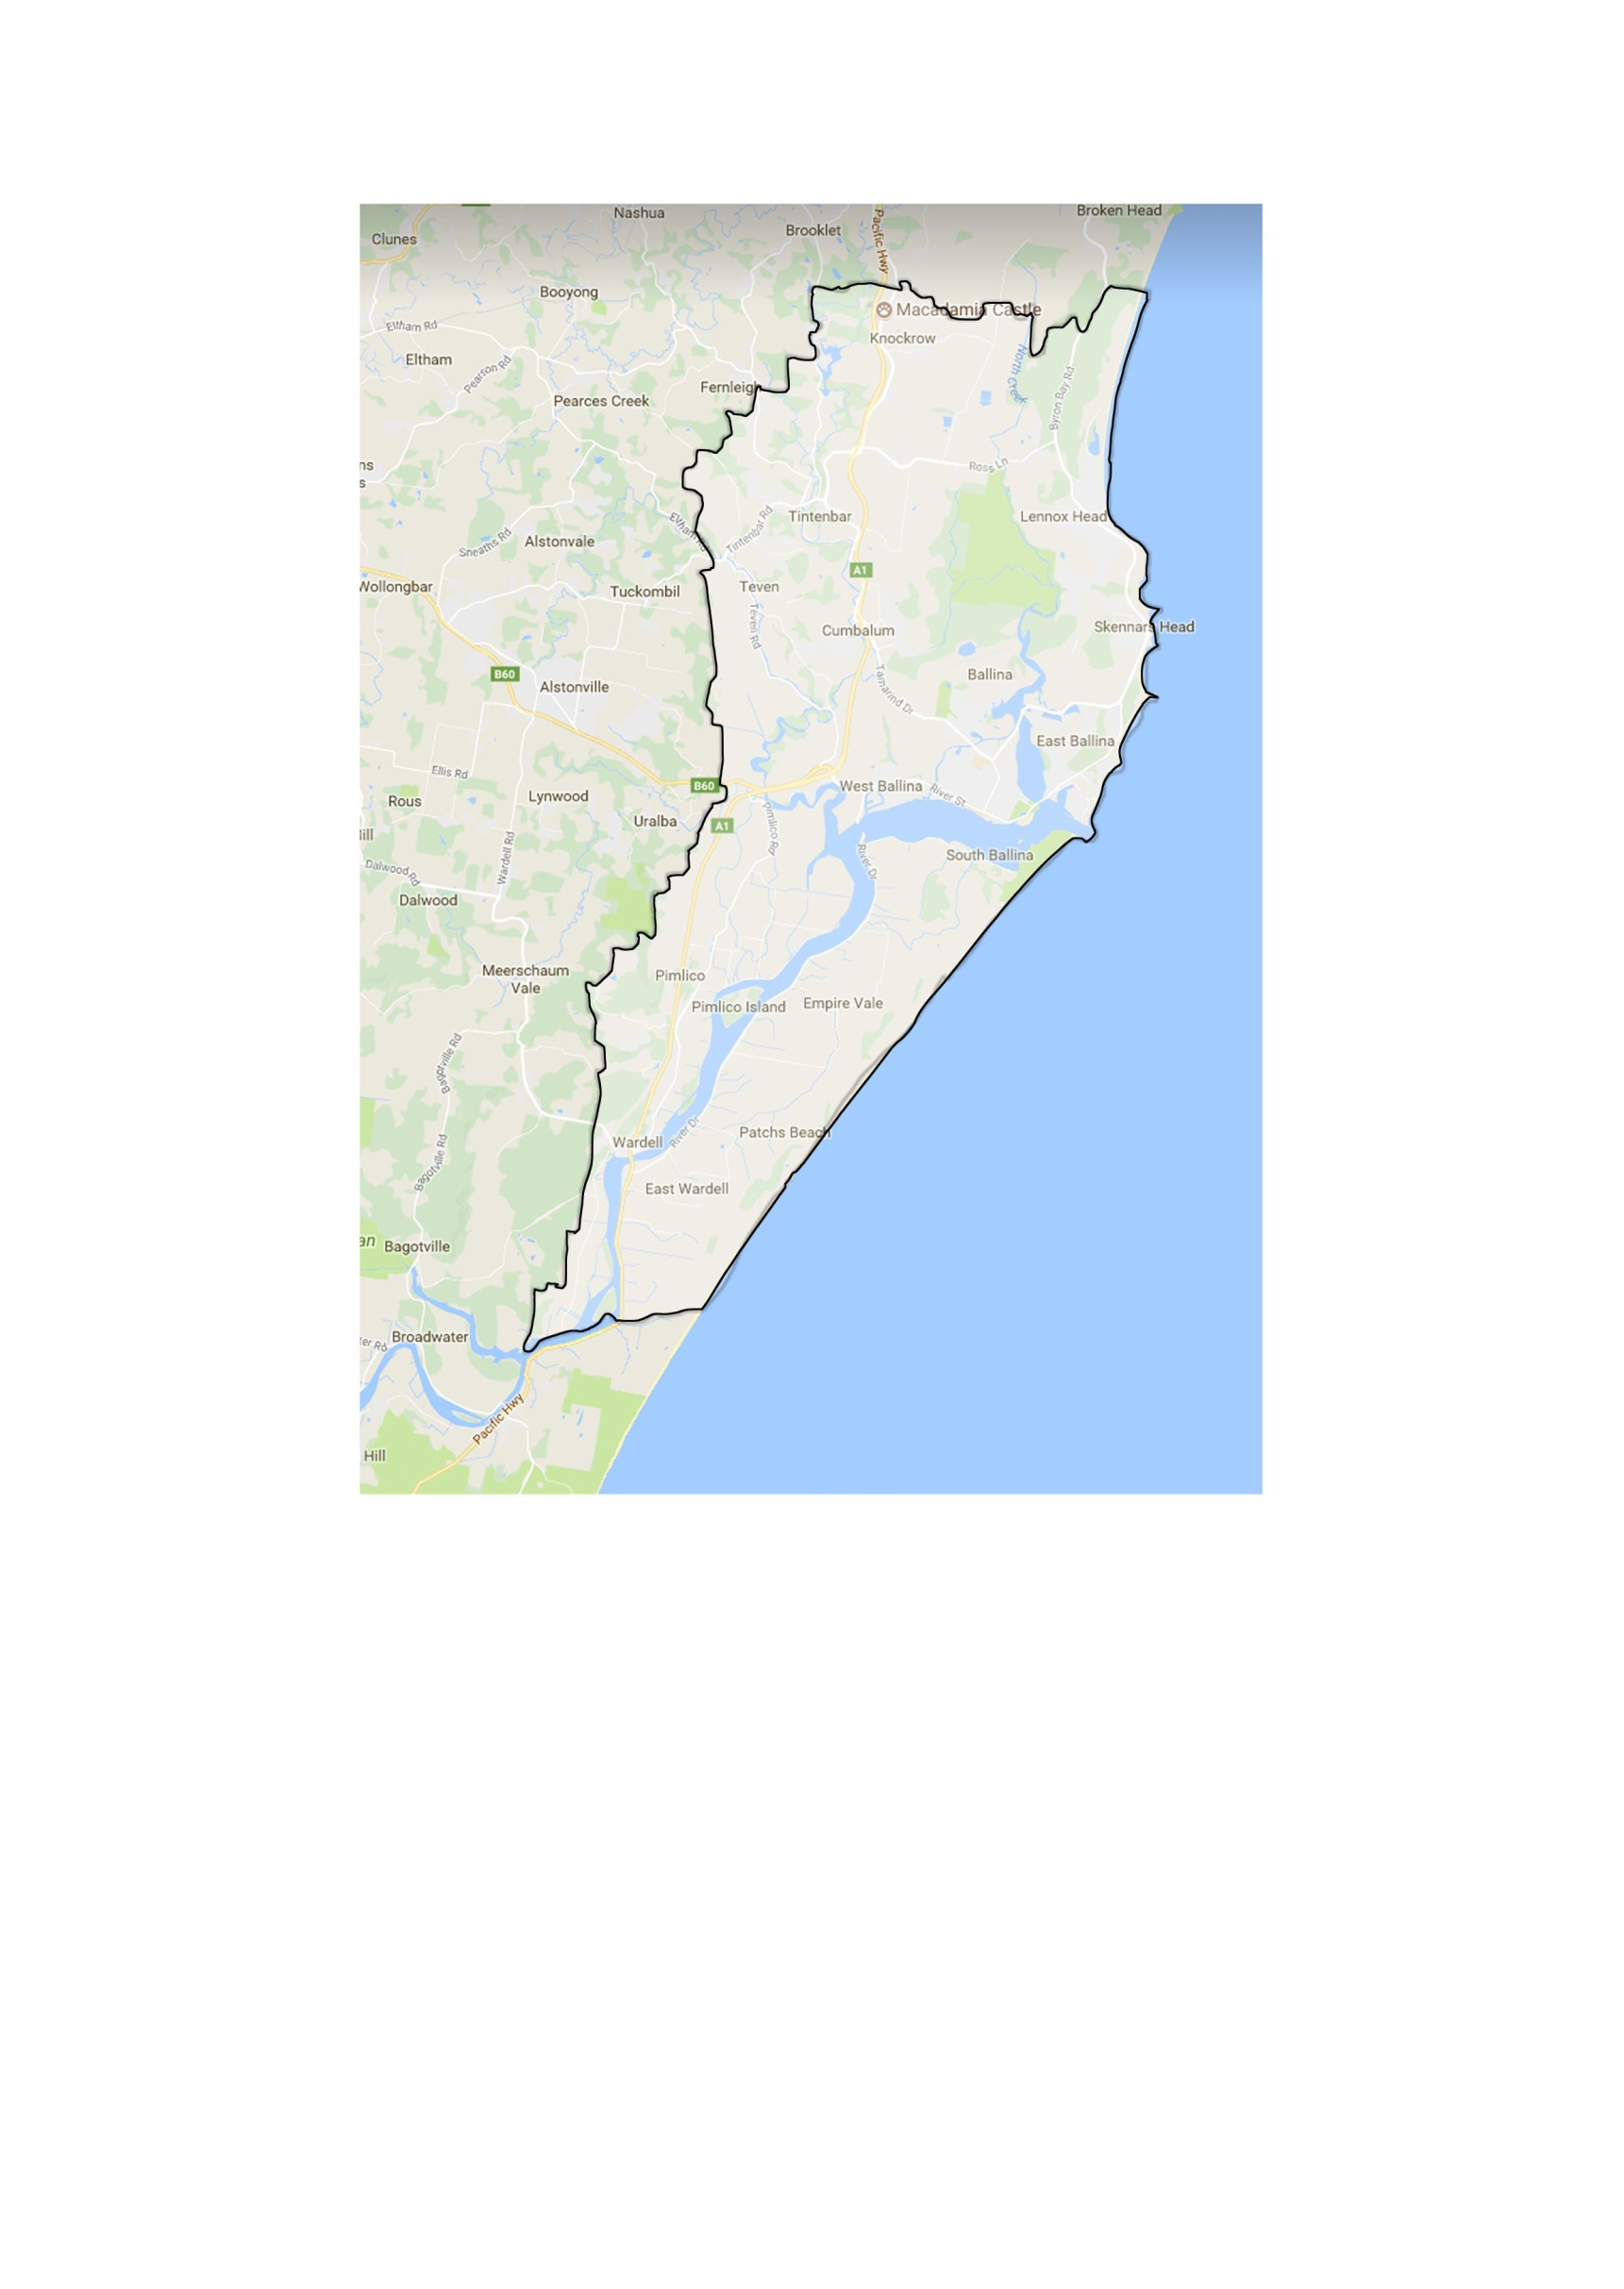 Nashua
Broken Head
Clunes
Brooklet
Pacific Hwy
Booyong
Macadamia Castle
Eltham Rd
Knockrow
Eltham
Pearson Rd
North Creek
Fernleigh
Pearces Creek
Byron Bay Rd
ns
s
Ross Ln
Tintenbar
Lennox Head
Eltham Rd
Tintenbar Rd
Sneaths Rd
Alstonvale
A1
Wollongbar
Tuckombil
Teven
Teven Rd
Cumbalum
Skennars Head
B60
Alstonville
Tamarind Dr
Ballina
East Ballina
Ellis Rd
B60
West Ballina
River St
Rous
Lynwood
Pimlico Rd
Uralba
A1
ill
Wardell Rd
River Dr
South Ballina
Dalwood Rd
Dalwood
Meerschaum
Vale
Pimlico
Pimlico Island
Empire Vale
Bagotville Rd
Patchs Beach
Wardell
River Dr
Bagotville Rd
East Wardell
an
Bagotville
Broadwater
er Rd
Pacific Hwy
Hill